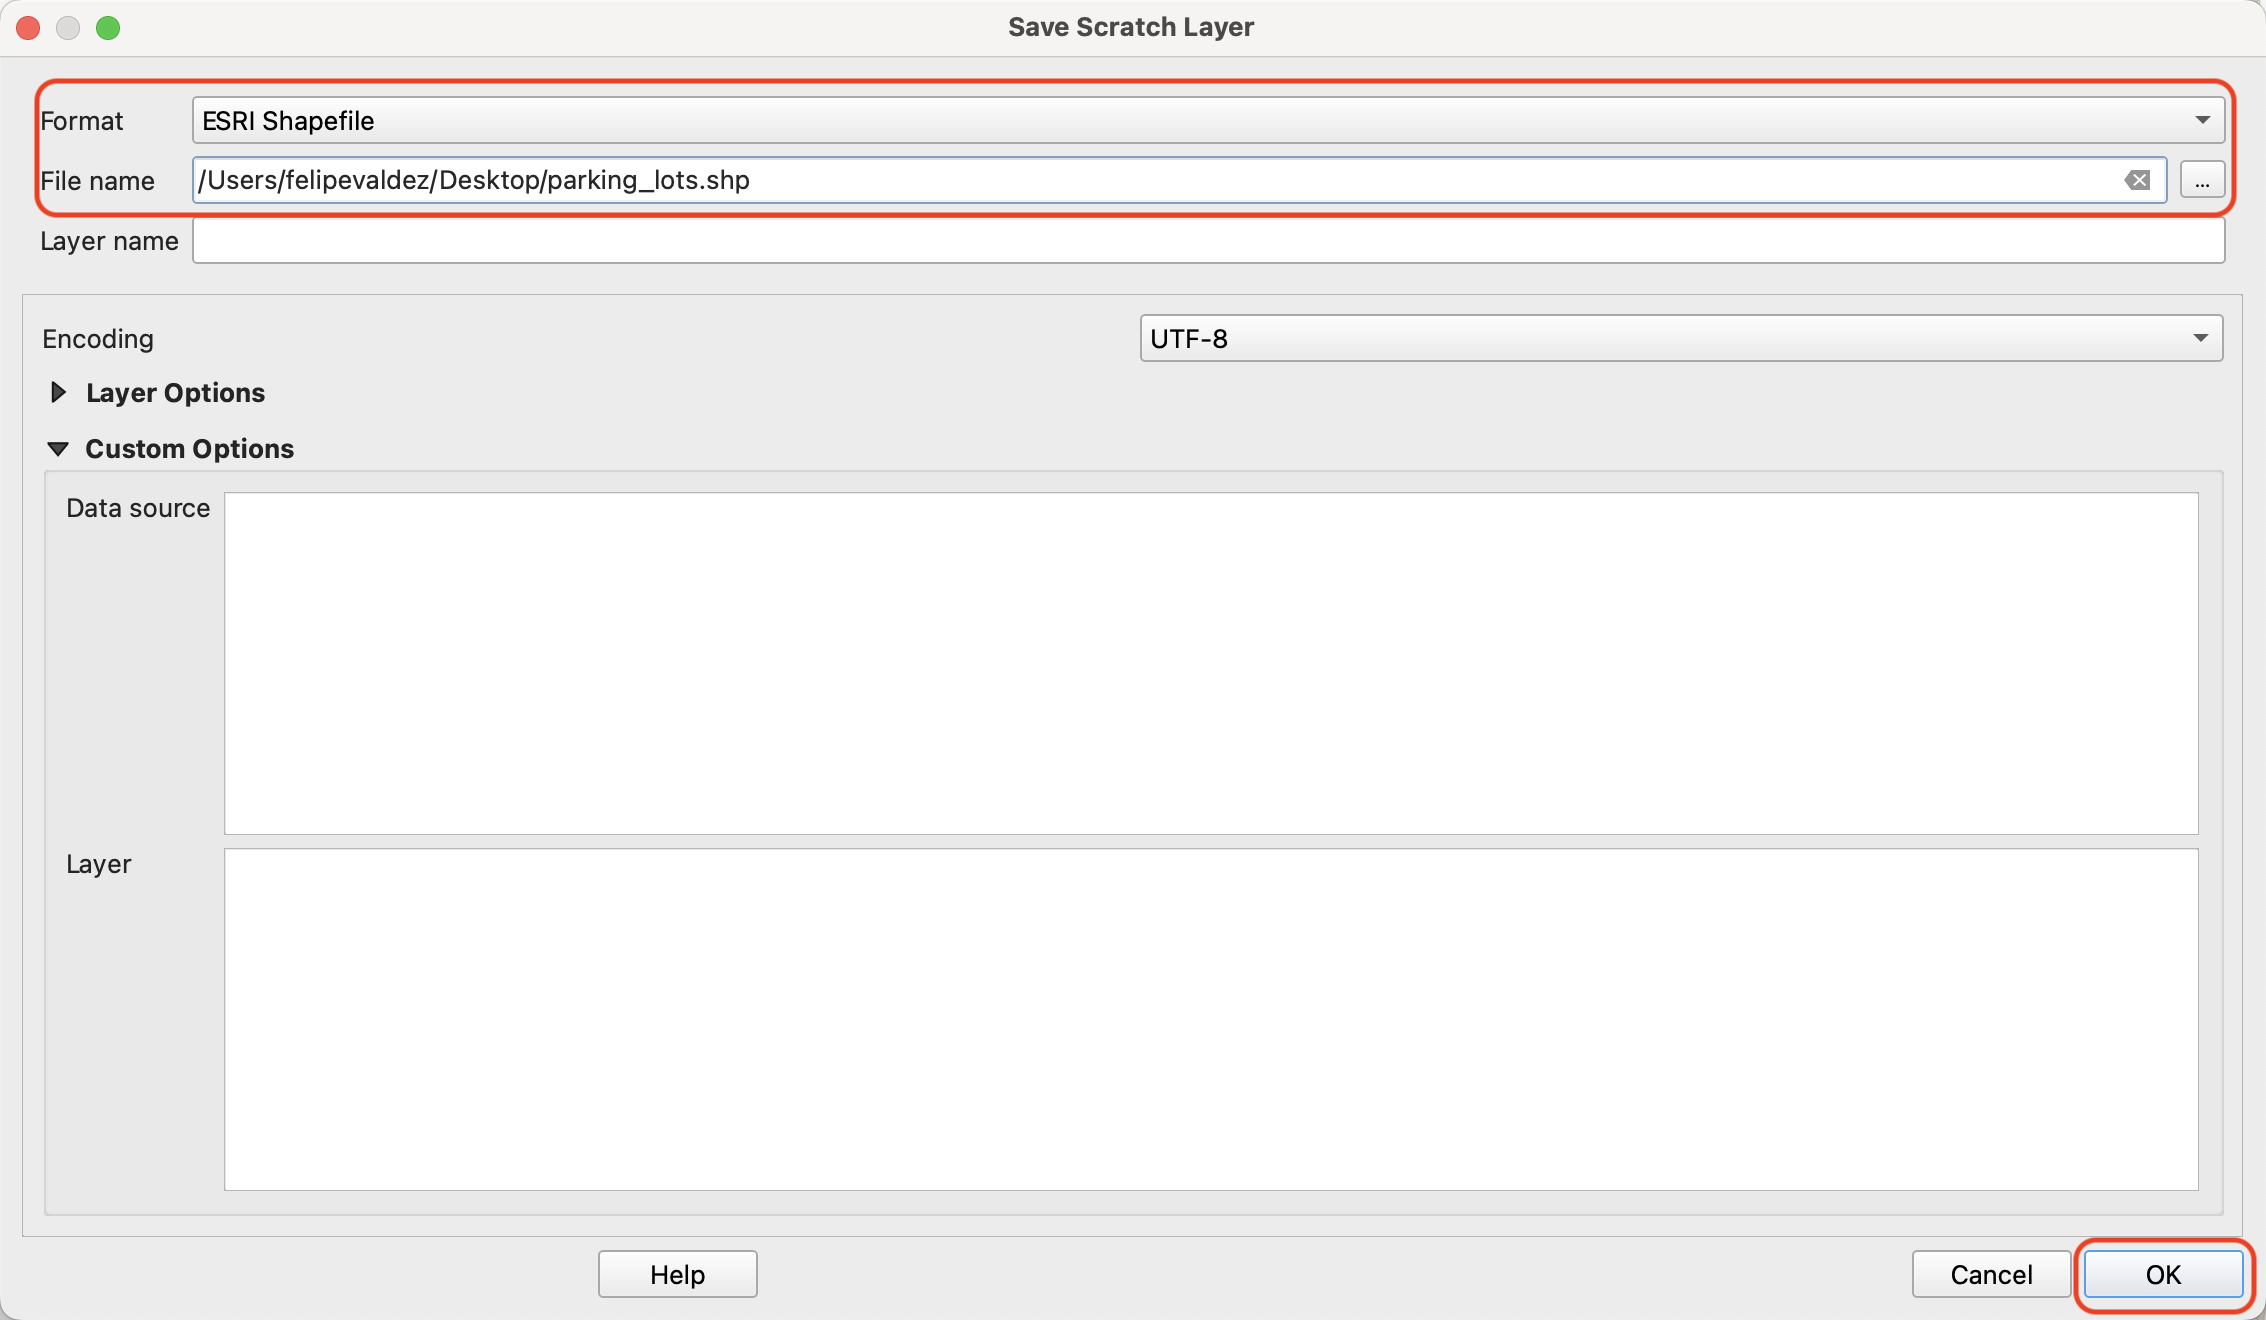 Save Scratch Layer
Format ESRI Shapefile
File name /Users/felipevaldez/Desktop/parking_lots.shp ...
Layer name
Encoding UTF-8
Layer Options
Custom Options
Data source
Layer
Help Cancel OK